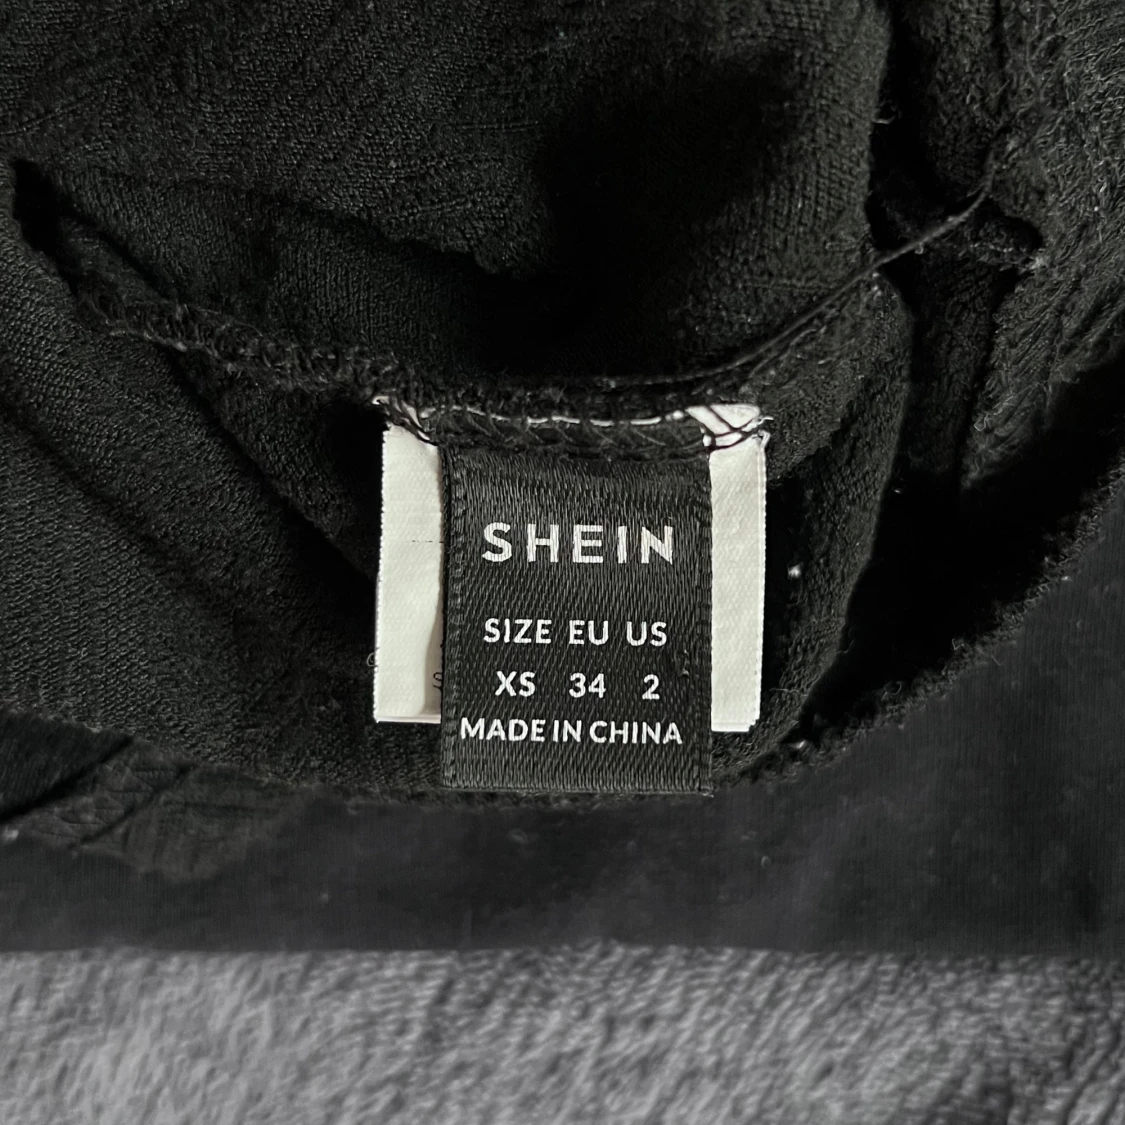 SHEIN
SIZE EU US
XS 34 2
MADE IN CHINA